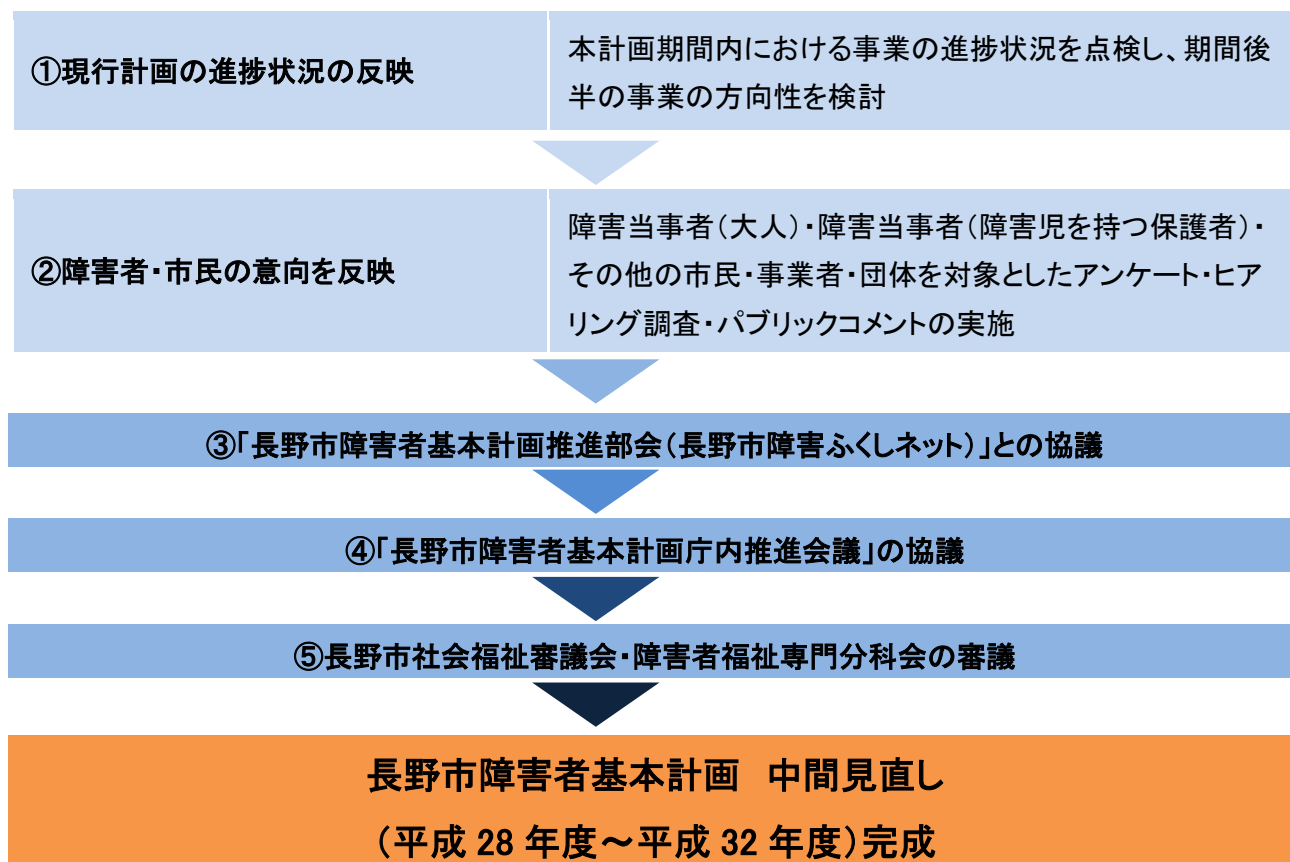 ①現行計画の進捗状況の反映
本計画期間内における事業の進捗状況を点検し、期間後
半の事業の方向性を検討
②障害者・市民の意向を反映
障害当事者(大人)・障害当事者(障害児を持つ保護者)・
その他の市民・事業者・団体を対象としたアンケート・ヒア
リング調査・パブリックコメントの実施
③「長野市障害者基本計画推進部会(長野市障害ふくしネット)」との協議
④「長野市障害者基本計画庁内推進会議」の協議
⑤長野市社会福祉審議会・障害者福祉専門分科会の審議
長野市障害者基本計画　中間見直し
(平成 28 年度～平成 32 年度)完成